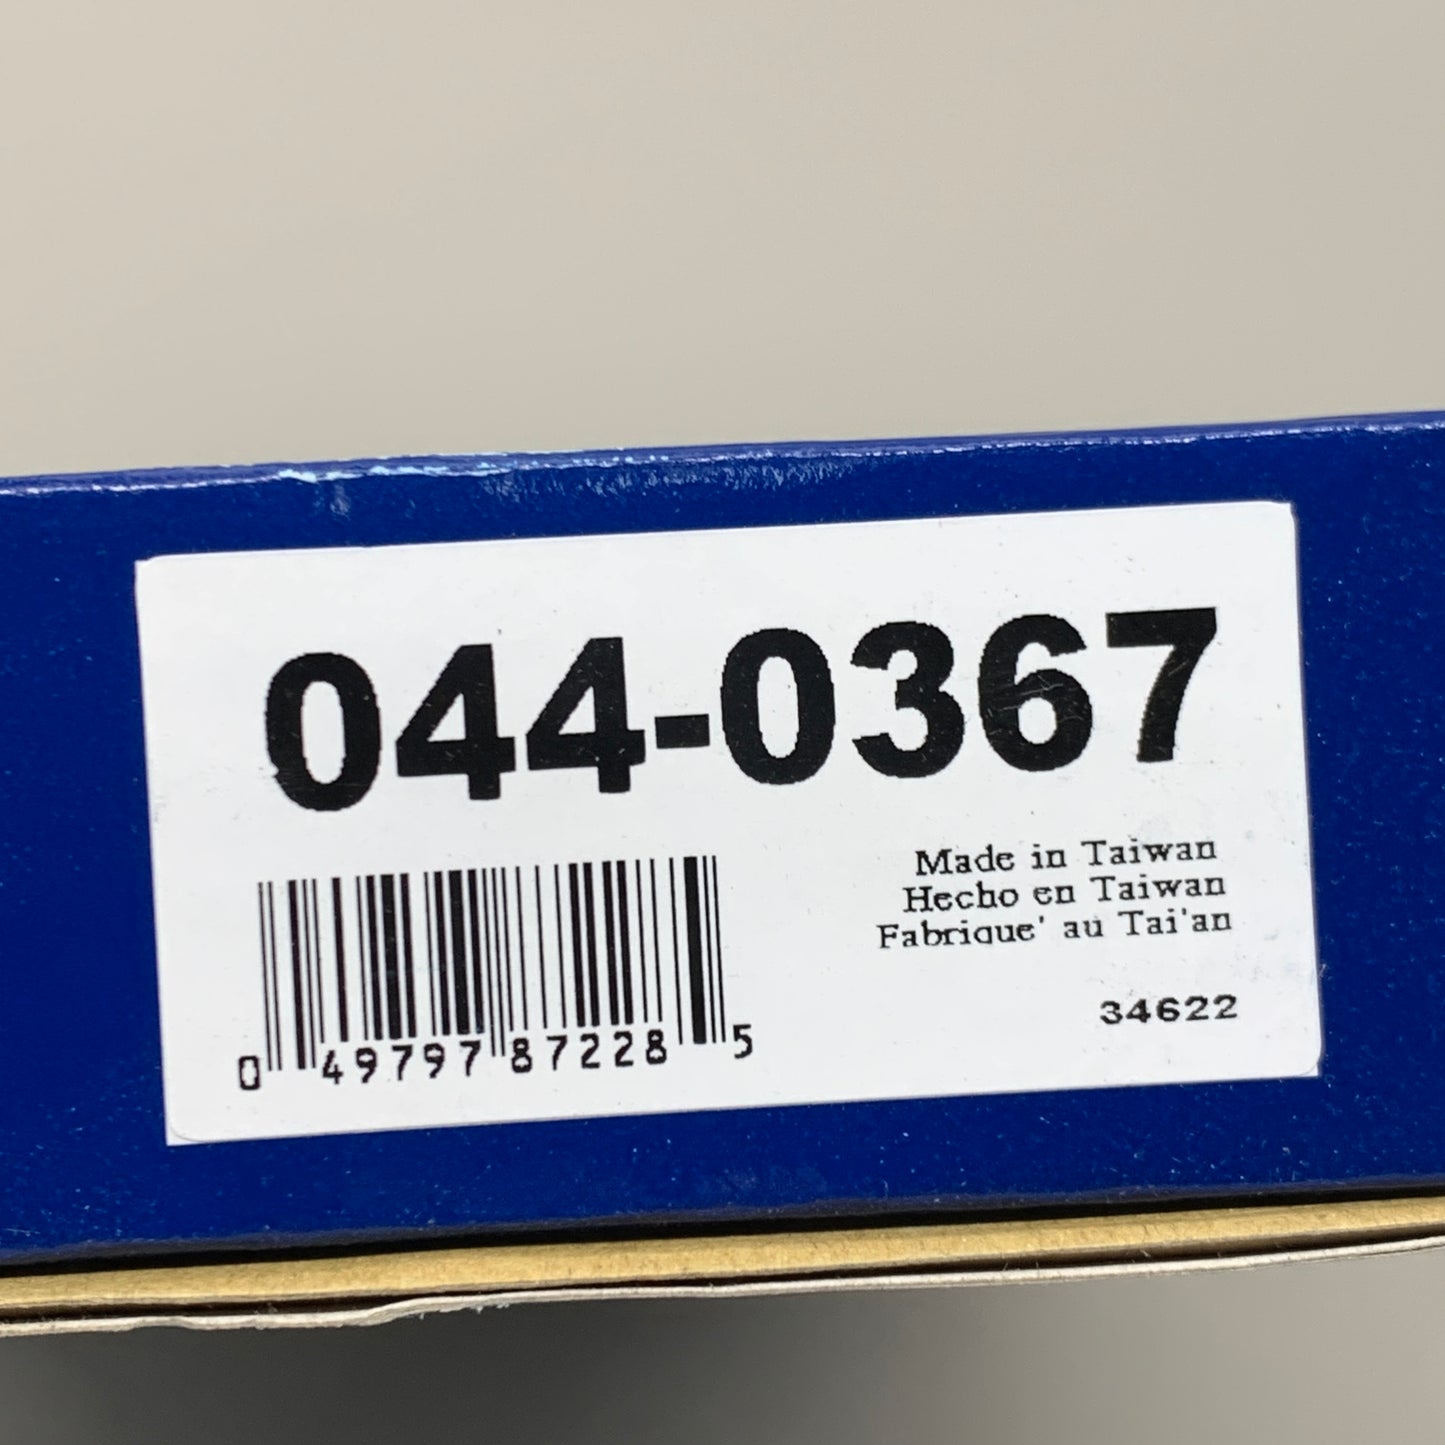 044-0367
Made in Taiwan
Hecho en Taiwan
Fabrique' au Tai'an
34622
0 49797 87228 5